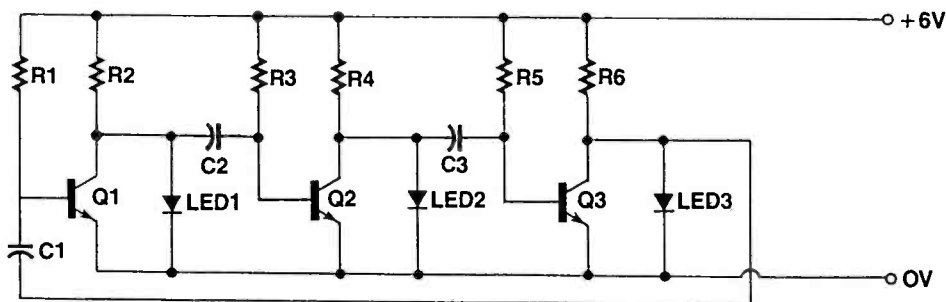 +6V
R1 R2 R3 R4 R5 R6
C2 C3
Q1 LED1 Q2 LED2 Q3 LED3
C1
0V